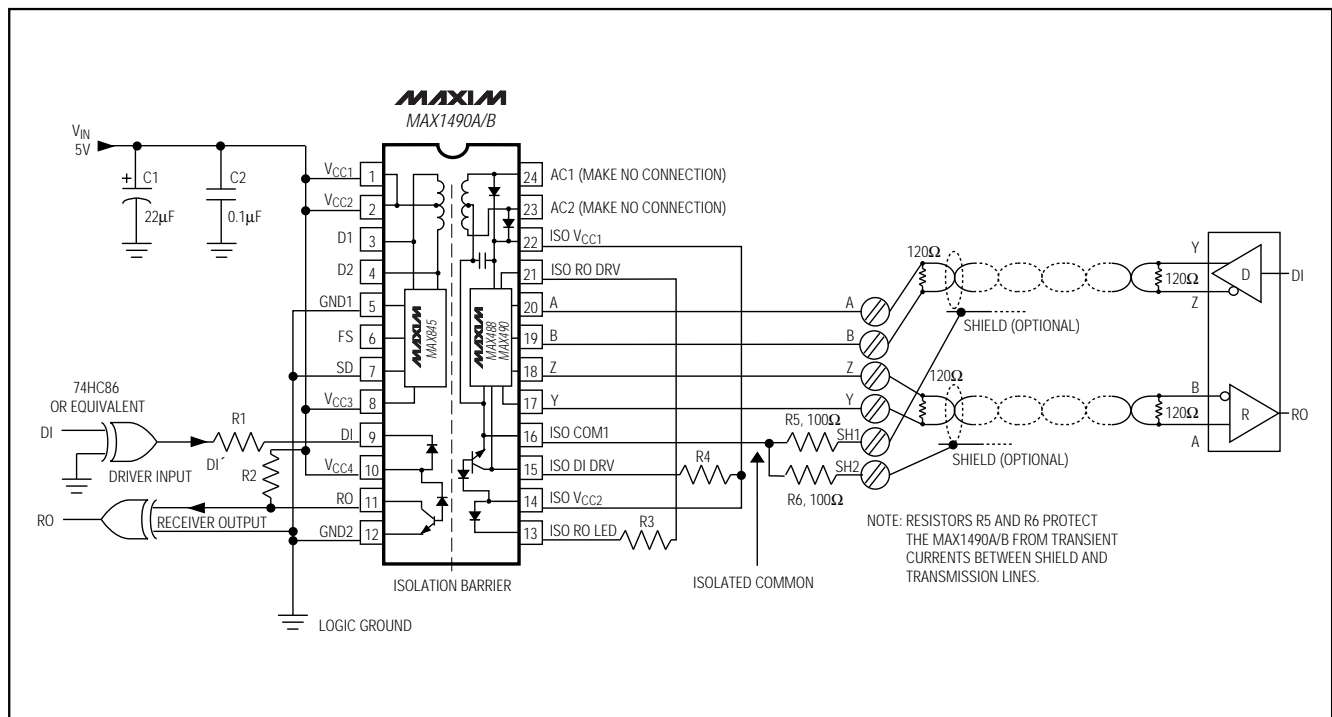 MAXIM
MAX1490A/B
VIN
5V
+ C1
22µF
C2
0.1µF
VCC1
VCC2
D1
D2
GND1
FS
SD
VCC3
DI
VCC4
RO
GND2
1
2
3
4
5
6
7
8
9
10
11
12
MAXIM
MAX845
MAXIM
MAX488
MAX490
24
23
22
21
20
19
18
17
16
15
14
13
AC1 (MAKE NO CONNECTION)
AC2 (MAKE NO CONNECTION)
ISO VCC1
ISO RO DRV
A
B
Z
Y
ISO COM1
ISO DI DRV
ISO VCC2
ISO RO LED
74HC86
OR EQUIVALENT
DI
DRIVER INPUT
R1
DI´
R2
RO
RECEIVER OUTPUT
LOGIC GROUND
ISOLATION BARRIER
R3
R4
ISOLATED COMMON
R5, 100Ω
SH1
R6, 100Ω
SH2
A
B
Z
Y
120Ω
SHIELD (OPTIONAL)
120Ω
Y
Z
D
DI
120Ω
SHIELD (OPTIONAL)
120Ω
B
A
R
RO
NOTE: RESISTORS R5 AND R6 PROTECT
THE MAX1490A/B FROM TRANSIENT
CURRENTS BETWEEN SHIELD AND
TRANSMISSION LINES.